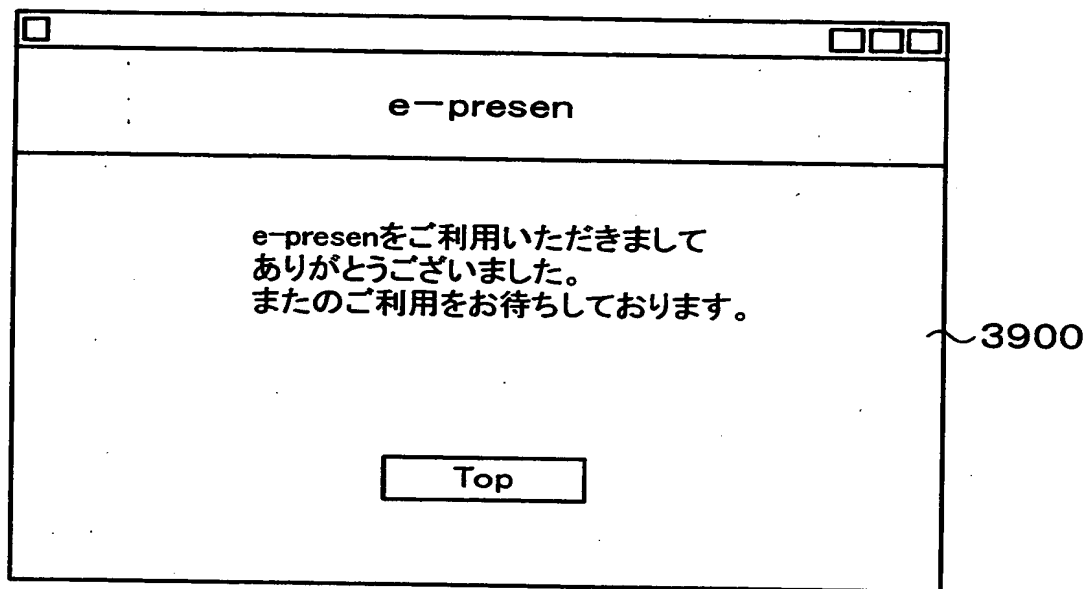 e-presen
e-presenをご利用いただきまして
ありがとうございました。
またのご利用をお待ちしております。
3900
Top